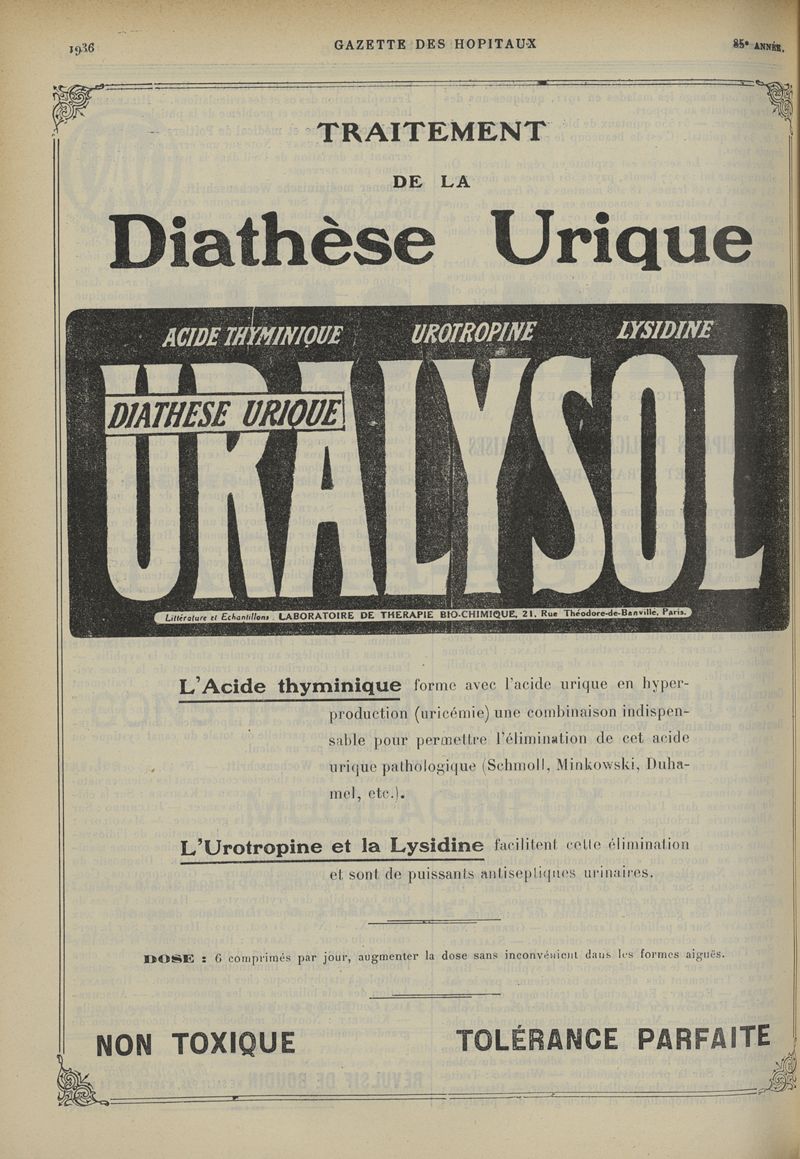 1936
GAZETTE DES HOPITAUX
85e ANNÉE.
TRAITEMENT
DE LA
Diathèse Urique
ACIDE THYMINIQUE UROTROPINE LYSIDINE
URALYSOL
DIATHESE URIQUE
Littérature et Echantillons : LABORATOIRE DE THERAPIE BIO-CHIMIQUE, 21, Rue Théodore-de-Banville, Paris.
L'Acide thyminique forme avec l'acide urique en hyper-
production (uricémie) une combinaison indispen-
sable pour permettre l'élimination de cet acide
urique pathologique (Schmoll, Minkowski, Duha-
mel, etc.).
L'Urotropine et la Lysidine facilitent cette élimination
et sont de puissants antiseptiques urinaires.
DOSE : 6 comprimés par jour, augmenter la dose sans inconvénient dans les formes aiguës.
NON TOXIQUE TOLÉRANCE PARFAITE